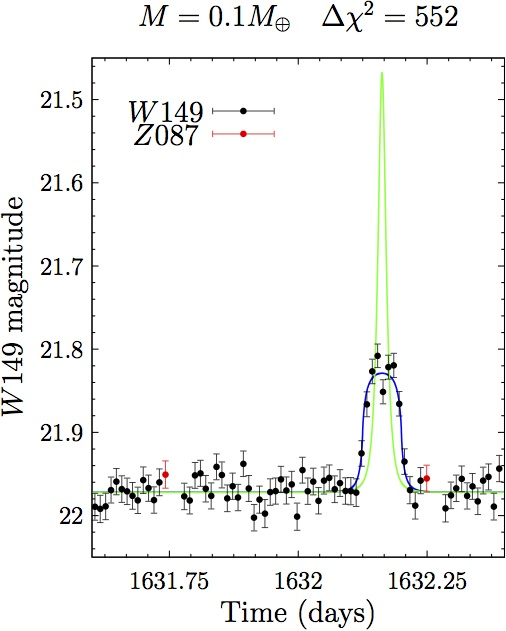 M = 0.1M⊕ Δχ² = 552
21.5
W149
Z087
21.6
21.7
21.8
21.9
22
W149 magnitude
1631.75 1632 1632.25
Time (days)